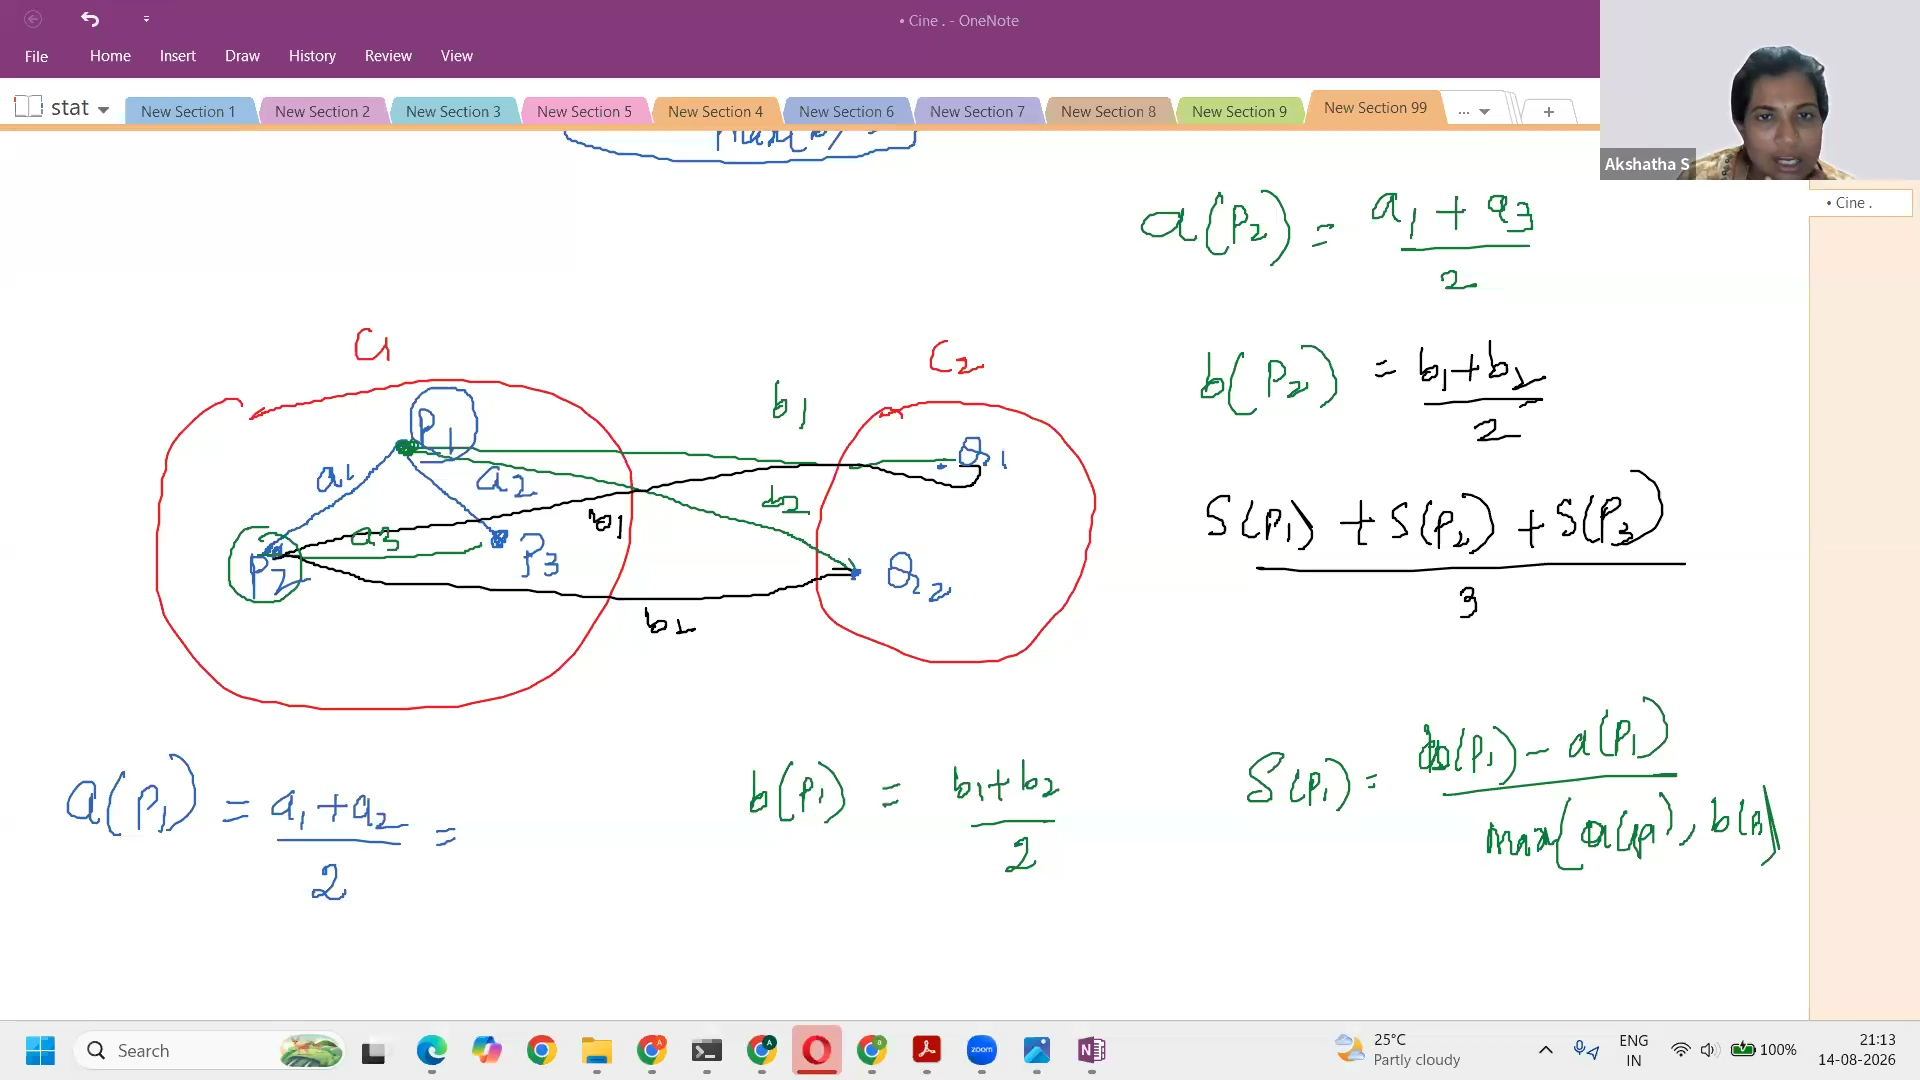 • Cine . - OneNote
File Home Insert Draw History Review View
stat New Section 1 New Section 2 New Section 3 New Section 5 New Section 4 New Section 6 New Section 7 New Section 8 New Section 9 New Section 99 ... +
Akshatha S
• Cine .
a(P2) = a1 + a3 / 2
C1
C2
b(P2) = b1+b2 / 2
b1
P1
Q1
a1
a2
b2
b1
a3
P3
P2
Q2
b2
S(P1) + S(P2) + S(P3) / 3
a(P1) = a1+a2 / 2 =
b(P1) = b1+b2 / 2
S(P1) = b(P1) - a(P1) / max(a(P1), b(P1))
Search
zoom
25°C
Partly cloudy
ENG
IN
100%
21:13
14-08-2026